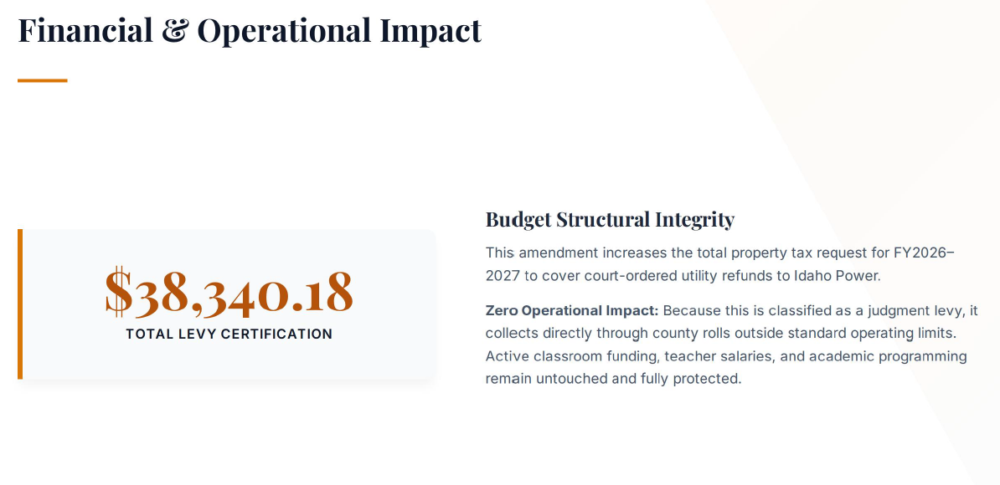 Financial & Operational Impact
$38,340.18
TOTAL LEVY CERTIFICATION
Budget Structural Integrity
This amendment increases the total property tax request for FY2026–
2027 to cover court-ordered utility refunds to Idaho Power.
Zero Operational Impact: Because this is classified as a judgment levy, it
collects directly through county rolls outside standard operating limits.
Active classroom funding, teacher salaries, and academic programming
remain untouched and fully protected.